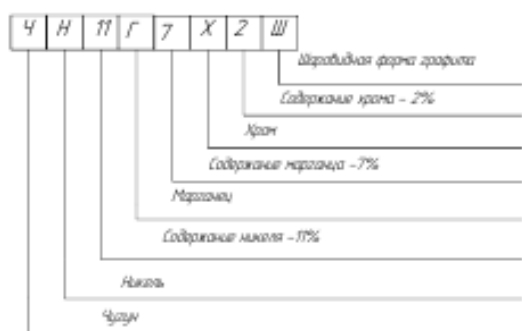 Ч Н 11 Г 7 Х 2 Ш
Шаровидная форма графита
Содержание хрома - 2%
Хром
Содержание марганца -7%
Марганец
Содержание никеля -11%
Никель
Чугун